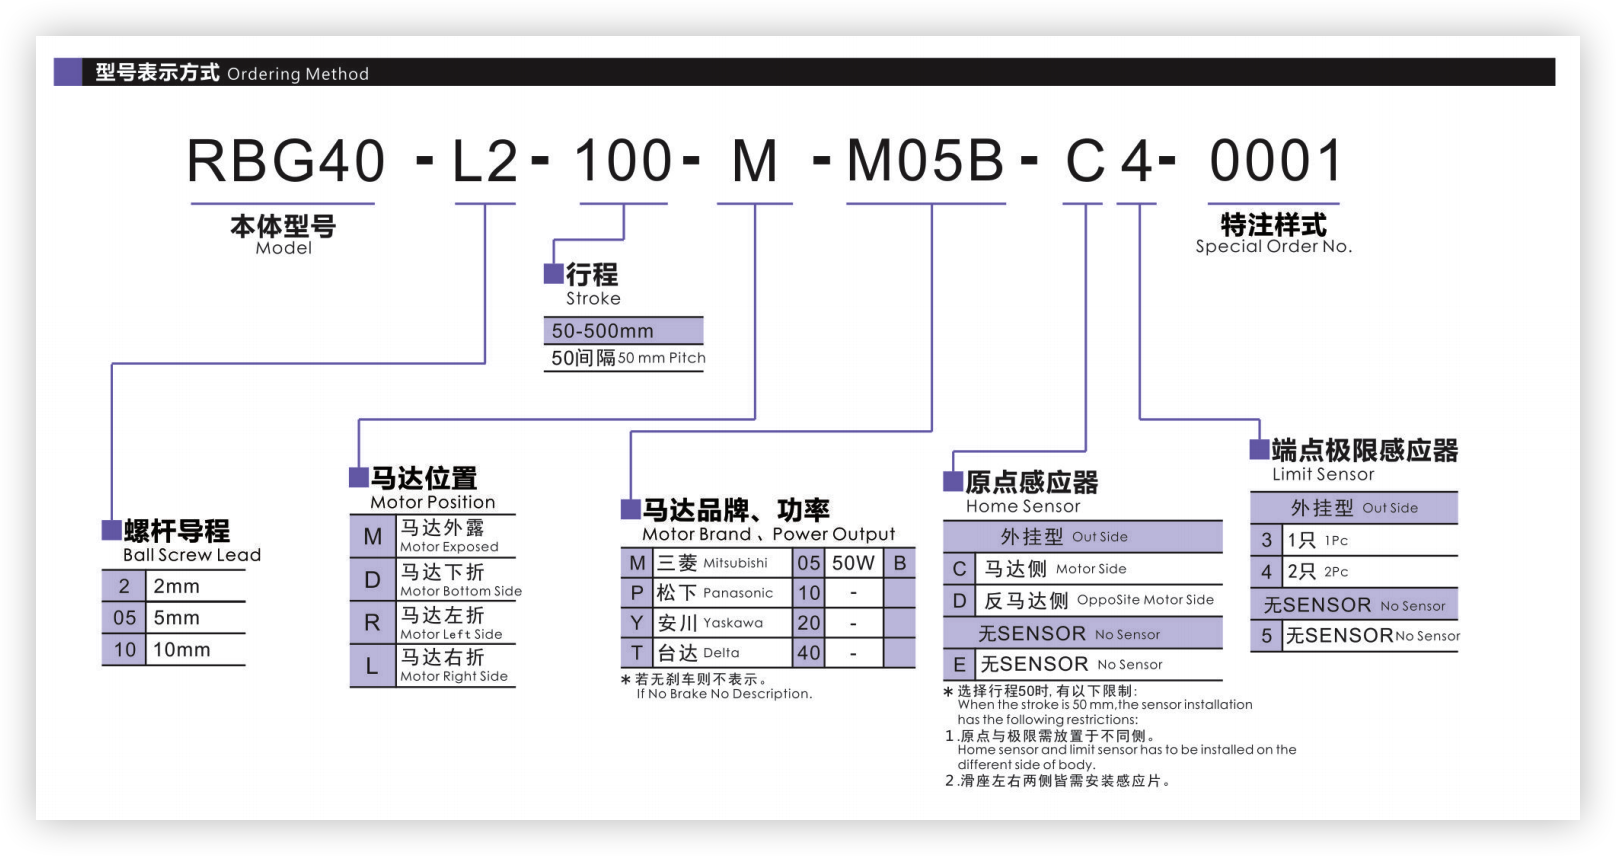 型号表示方式 Ordering Method
RBG40 - L2 - 100 - M - M05B - C 4 - 0001
本体型号
Model
特注样式
Special Order No.
行程
Stroke
50-500mm
50间隔 50 mm Pitch
螺杆导程
Ball Screw Lead
2 2mm
05 5mm
10 10mm
马达位置
Motor Position
M 马达外露
Motor Exposed
D 马达下折
Motor Bottom Side
R 马达左折
Motor Left Side
L 马达右折
Motor Right Side
马达品牌、功率
Motor Brand 、Power Output
M 三菱 Mitsubishi 05 50W B
P 松下 Panasonic 10 -
Y 安川 Yaskawa 20 -
T 台达 Delta 40 -
*若无刹车则不表示。
If No Brake No Description.
原点感应器
Home Sensor
外挂型 Out Side
C 马达侧 Motor Side
D 反马达侧 OppoSite Motor Side
无SENSOR No Sensor
E 无SENSOR No Sensor
*选择行程50时,有以下限制:
When the stroke is 50 mm,the sensor installation
has the following restrictions:
1.原点与极限需放置于不同侧。
Home sensor and limit sensor has to be installed on the
different side of body.
2.滑座左右两侧皆需安装感应片。
端点极限感应器
Limit Sensor
外挂型 Out Side
3 1只 1Pc
4 2只 2Pc
无SENSOR No Sensor
5 无SENSOR No Sensor